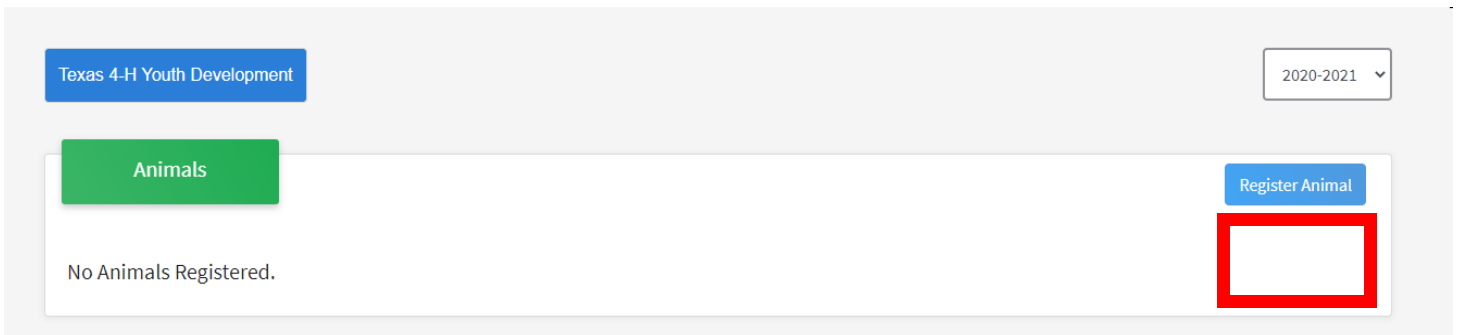 Texas 4-H Youth Development
2020-2021
Animals
Register Animal
No Animals Registered.